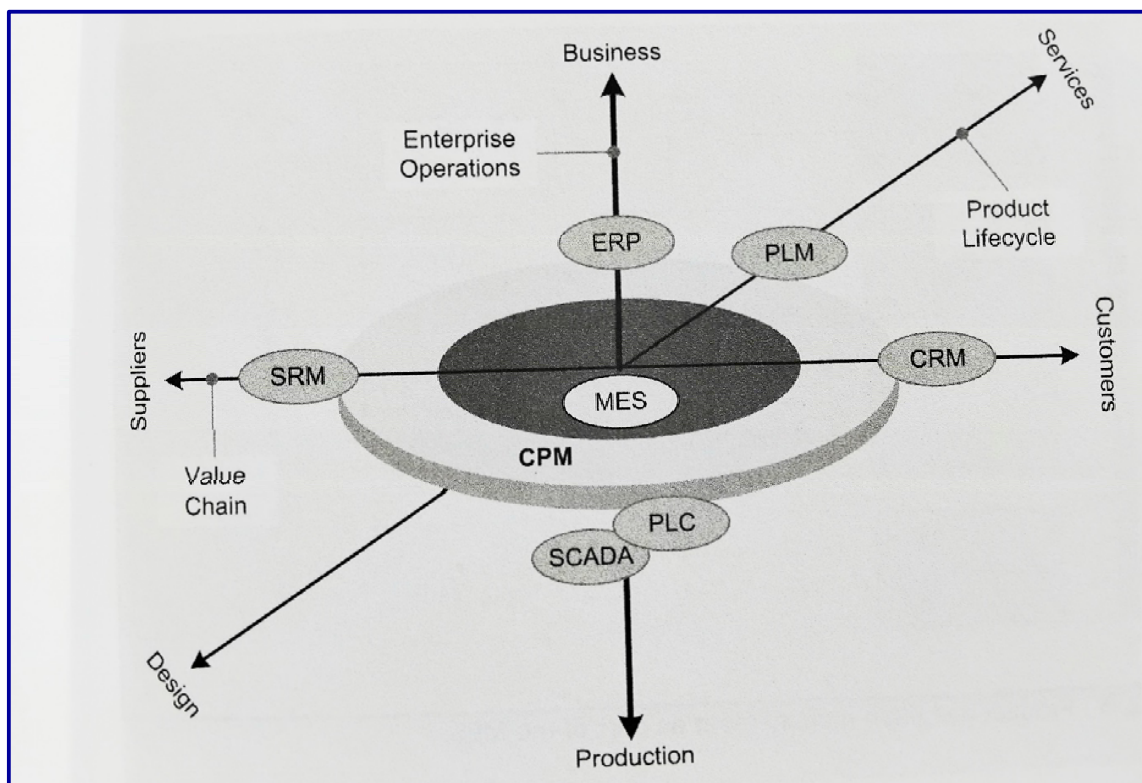 Business
Services
Enterprise
Operations
Product
Lifecycle
ERP
PLM
Suppliers
SRM
CRM
Customers
MES
CPM
Value
Chain
PLC
SCADA
Design
Production